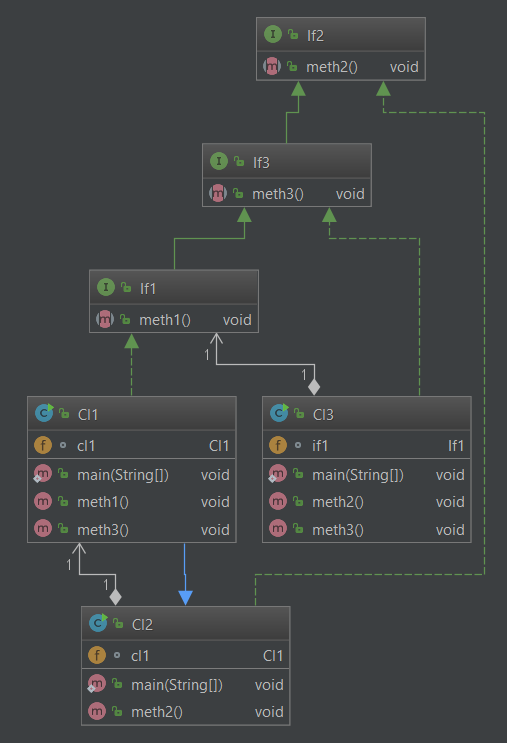 I If2
m meth2() void
I If3
m meth3() void
I If1
m meth1() void
1
1
C Cl1
f cl1 Cl1
m main(String[]) void
m meth1() void
m meth3() void
C Cl3
f if1 If1
m main(String[]) void
m meth2() void
m meth3() void
1
1
C Cl2
f cl1 Cl1
m main(String[]) void
m meth2() void